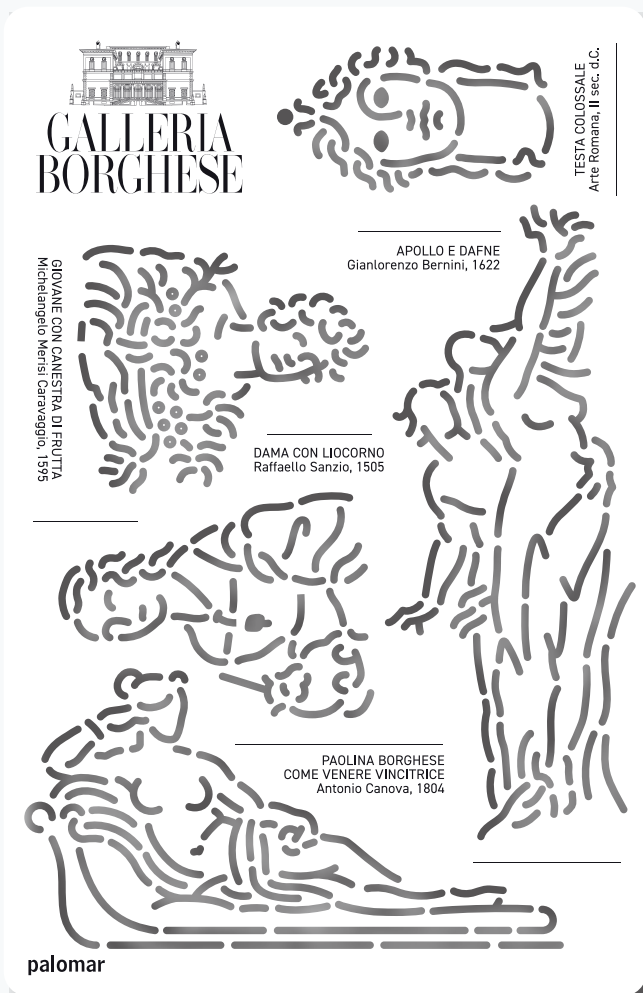 GALLERIA
BORGHESE
TESTA COLOSSALE
Arte Romana, II sec. d.C.
APOLLO E DAFNE
Gianlorenzo Bernini, 1622
GIOVANE CON CANESTRA DI FRUTTA
Michelangelo Merisi Caravaggio, 1595
DAMA CON LIOCORNO
Raffaello Sanzio, 1505
PAOLINA BORGHESE
COME VENERE VINCITRICE
Antonio Canova, 1804
palomar